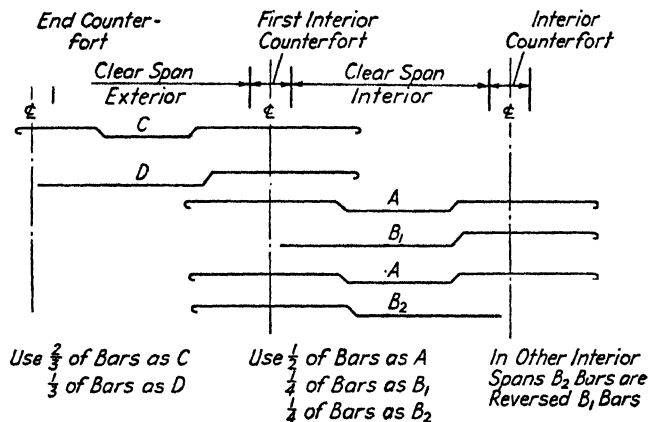 End Counter-
fort
First Interior
Counterfort
Interior
Counterfort
Clear Span
Exterior
Clear Span
Interior
℄
℄
℄
C
D
A
B₁
A
B₂
Use 2/3 of Bars as C
1/3 of Bars as D
Use 1/2 of Bars as A
1/4 of Bars as B₁
1/4 of Bars as B₂
In Other Interior
Spans B₂ Bars are
Reversed B₁ Bars